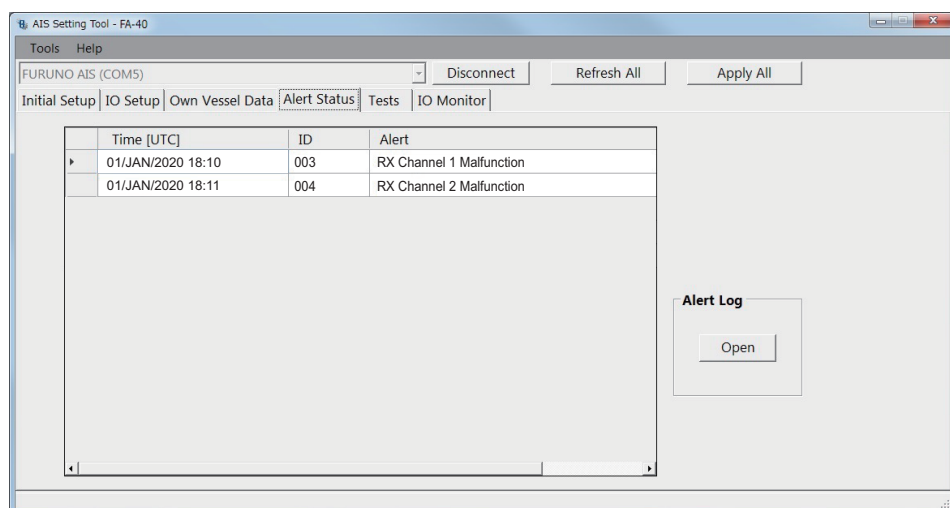 AIS Setting Tool - FA-40
Tools Help
FURUNO AIS (COM5) Disconnect Refresh All Apply All
Initial Setup IO Setup Own Vessel Data Alert Status Tests IO Monitor
Time [UTC] ID Alert
01/JAN/2020 18:10 003 RX Channel 1 Malfunction
01/JAN/2020 18:11 004 RX Channel 2 Malfunction
Alert Log
Open